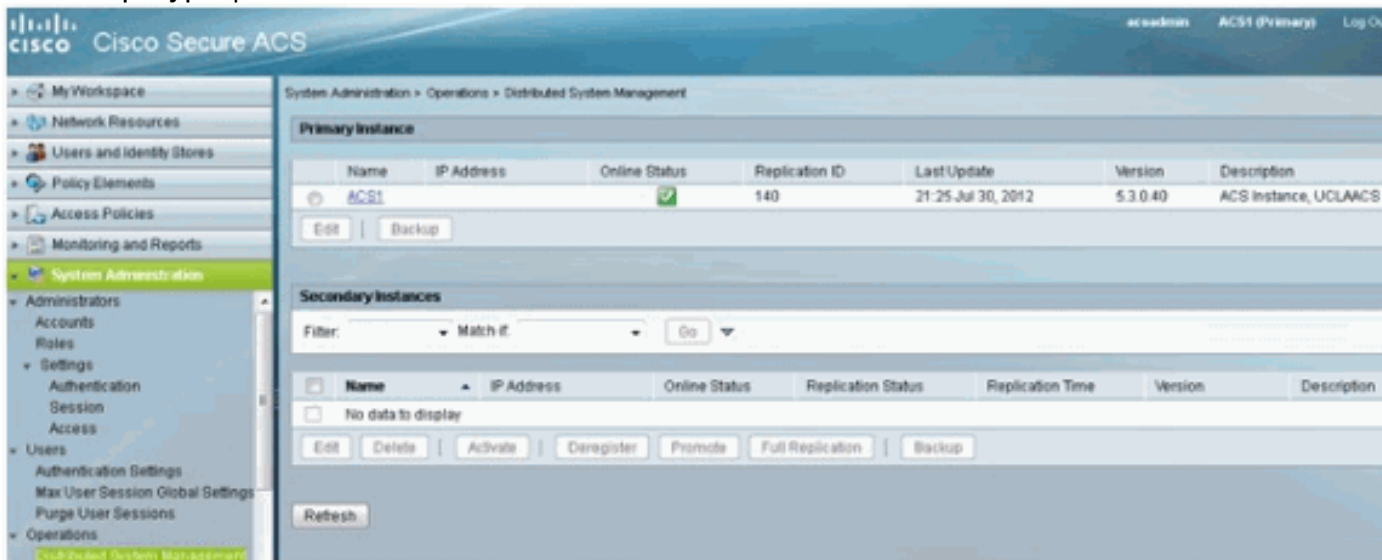 CISCO Cisco Secure ACS
acsadmin ACS1 (Primary) Log Ou
My Workspace
Network Resources
Users and Identity Stores
Policy Elements
Access Policies
Monitoring and Reports
System Administration
Administrators
Accounts
Roles
Settings
Authentication
Session
Access
Users
Authentication Settings
Max User Session Global Settings
Purge User Sessions
Operations
Distributed System Management
System Administration > Operations > Distributed System Management
Primary Instance
Name IP Address Online Status Replication ID Last Update Version Description
ACS1 140 21:25 Jul 30, 2012 5.3.0.40 ACS Instance, UCLAACS
Edit | Backup
Secondary Instances
Filter: Match if: Go
Name IP Address Online Status Replication Status Replication Time Version Description
No data to display
Edit Delete | Activate | Deregister Promote Full Replication | Backup
Refresh